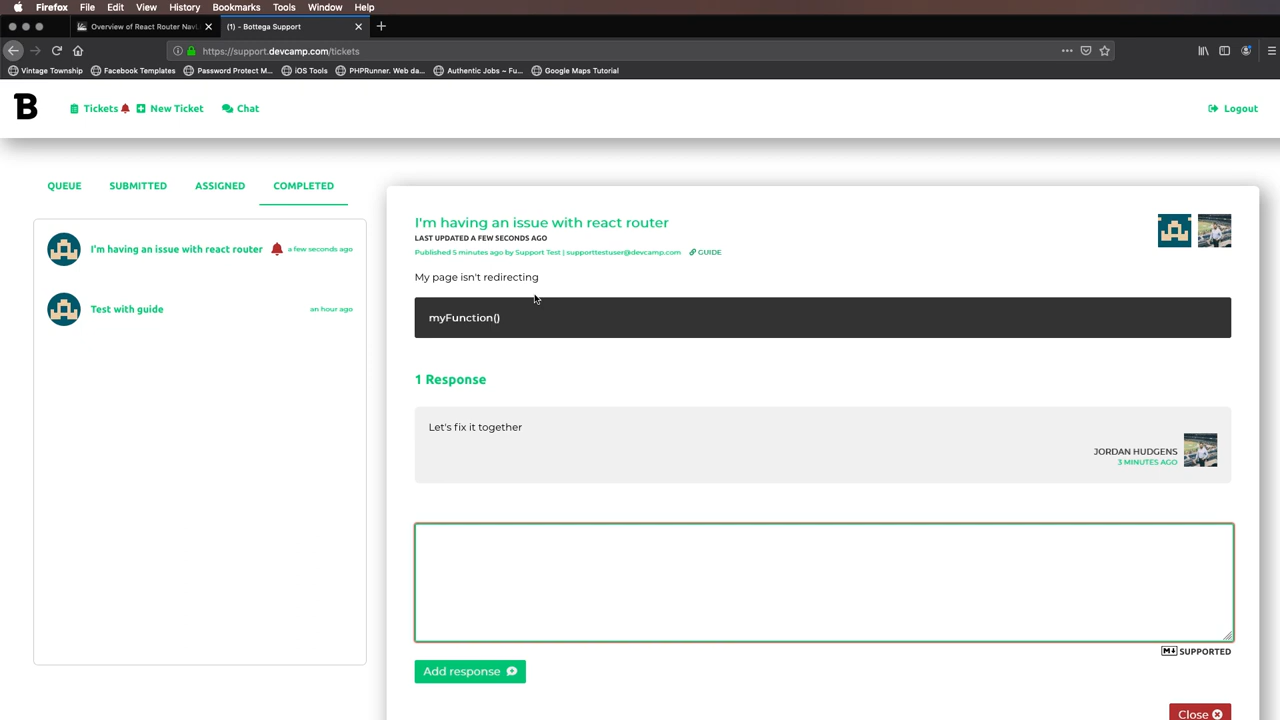 Firefox File Edit View History Bookmarks Tools Window Help
Overview of React Router Navl
(1) - Bottega Support
https://support.devcamp.com/tickets
Vintage Township Facebook Templates Password Protect M... iOS Tools PHPRunner. Web da... Authentic Jobs ~ Fu... Google Maps Tutorial
B Tickets New Ticket Chat Logout
QUEUE SUBMITTED ASSIGNED COMPLETED
I'm having an issue with react router a few seconds ago
Test with guide an hour ago
I'm having an issue with react router
LAST UPDATED A FEW SECONDS AGO
Published 5 minutes ago by Support Test | supporttestuser@devcamp.com GUIDE
My page isn't redirecting
myFunction()
1 Response
Let's fix it together
JORDAN HUDGENS
3 MINUTES AGO
M SUPPORTED
Add response
Close